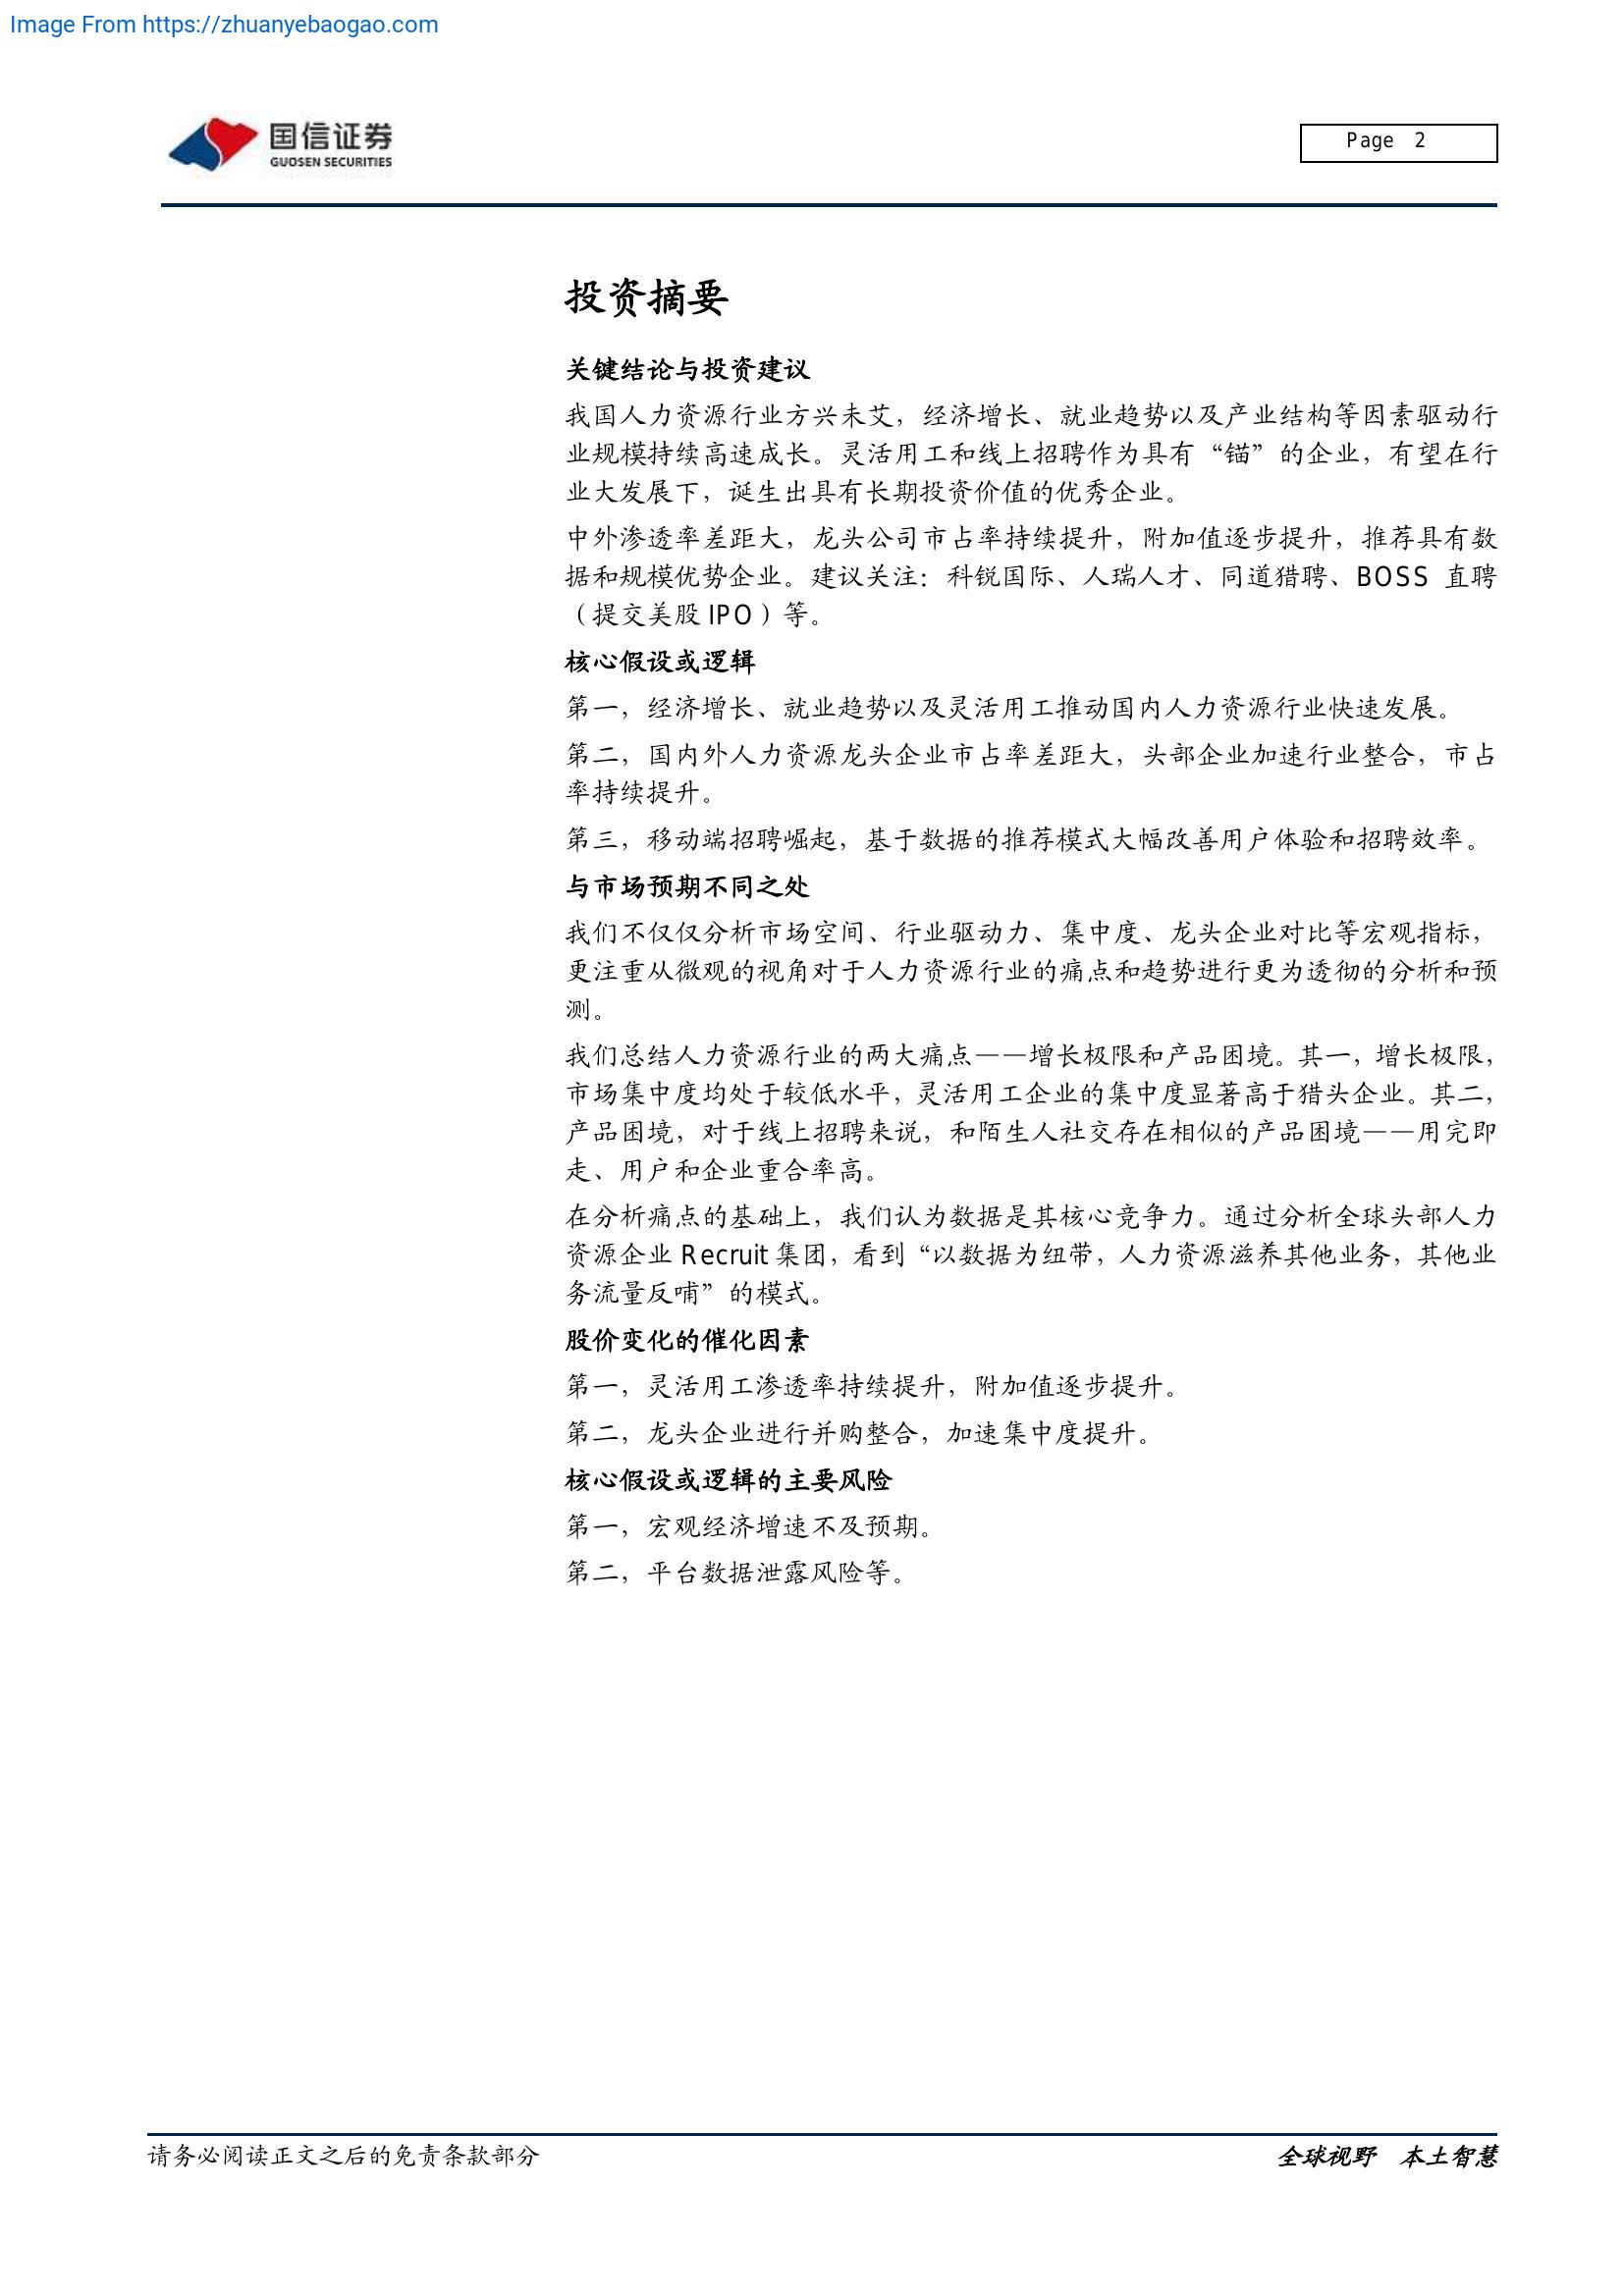 Image From https://zhuanyebaogao.com
国信证券
GUOSEN SECURITIES
Page 2
投资摘要
关键结论与投资建议
我国人力资源行业方兴未艾，经济增长、就业趋势以及产业结构等因素驱动行
业规模持续高速成长。灵活用工和线上招聘作为具有“锚”的企业，有望在行
业大发展下，诞生出具有长期投资价值的优秀企业。
中外渗透率差距大，龙头公司市占率持续提升，附加值逐步提升，推荐具有数
据和规模优势企业。建议关注：科锐国际、人瑞人才、同道猎聘、BOSS 直聘
（提交美股 IPO）等。
核心假设或逻辑
第一，经济增长、就业趋势以及灵活用工推动国内人力资源行业快速发展。
第二，国内外人力资源龙头企业市占率差距大，头部企业加速行业整合，市占
率持续提升。
第三，移动端招聘崛起，基于数据的推荐模式大幅改善用户体验和招聘效率。
与市场预期不同之处
我们不仅仅分析市场空间、行业驱动力、集中度、龙头企业对比等宏观指标，
更注重从微观的视角对于人力资源行业的痛点和趋势进行更为透彻的分析和预
测。
我们总结人力资源行业的两大痛点——增长极限和产品困境。其一，增长极限，
市场集中度均处于较低水平，灵活用工企业的集中度显著高于猎头企业。其二，
产品困境，对于线上招聘来说，和陌生人社交存在相似的产品困境——用完即
走、用户和企业重合率高。
在分析痛点的基础上，我们认为数据是其核心竞争力。通过分析全球头部人力
资源企业 Recruit 集团，看到“以数据为纽带，人力资源滋养其他业务，其他业
务流量反哺”的模式。
股价变化的催化因素
第一，灵活用工渗透率持续提升，附加值逐步提升。
第二，龙头企业进行并购整合，加速集中度提升。
核心假设或逻辑的主要风险
第一，宏观经济增速不及预期。
第二，平台数据泄露风险等。
请务必阅读正文之后的免责条款部分
全球视野 本土智慧